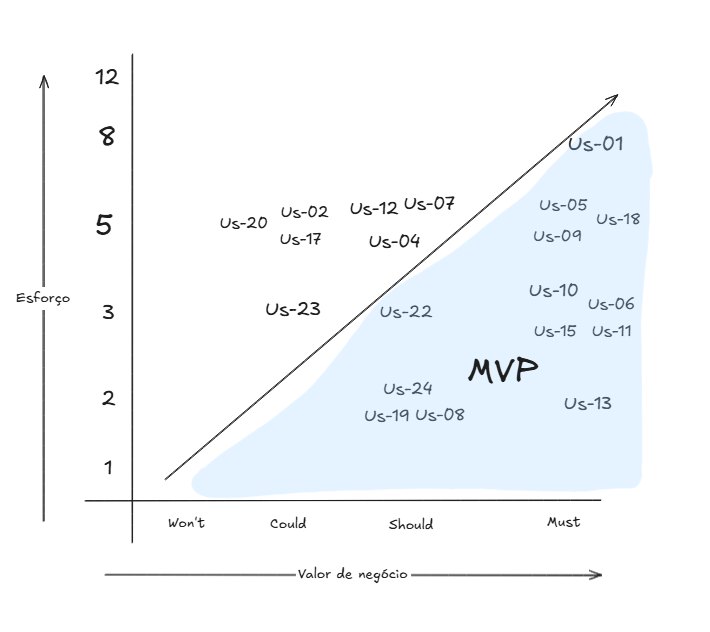 12
8
Us-01
5
Us-20
Us-02
Us-17
Us-12
Us-07
Us-04
Us-05
Us-18
Us-09
Esforço
3
Us-23
Us-22
Us-10
Us-06
Us-15
Us-11
MVP
2
Us-24
Us-19
Us-08
Us-13
1
Won't
Could
Should
Must
Valor de negócio